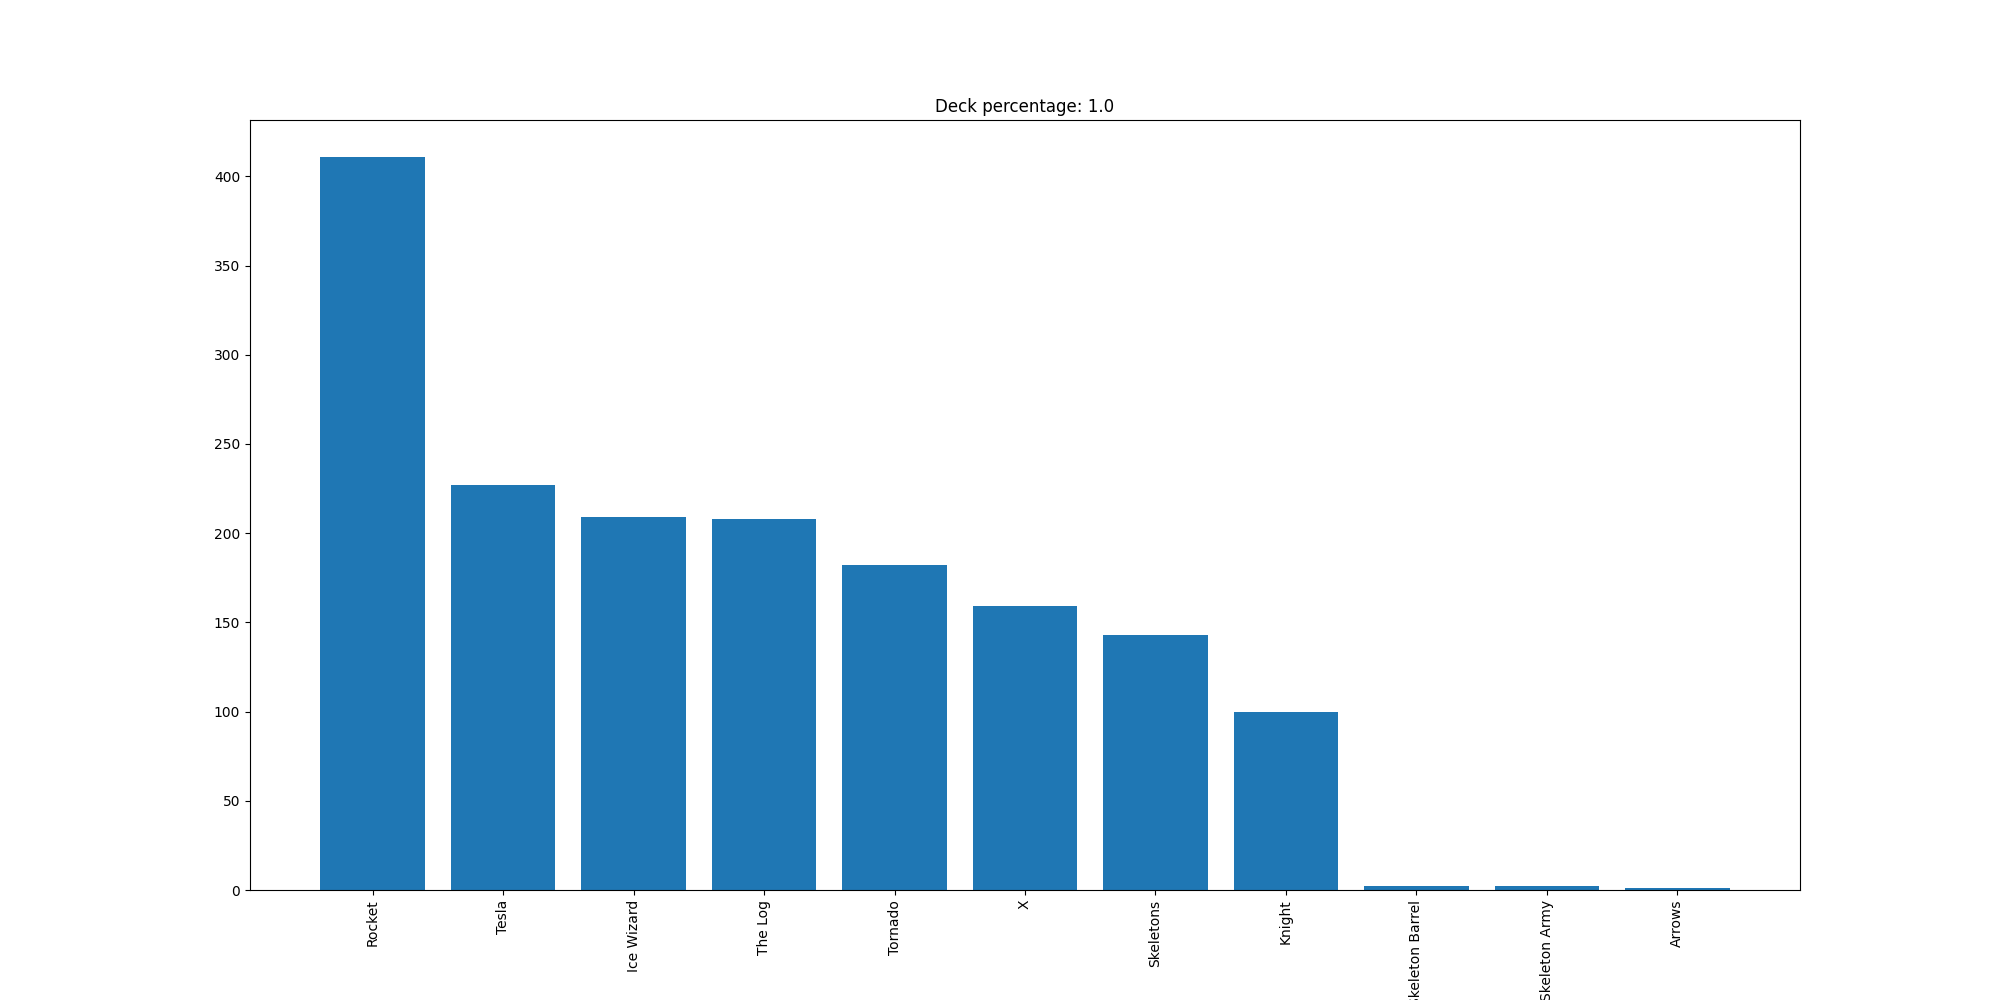 Deck percentage: 1.0
400
350
300
250
200
150
100
50
0
Rocket
Tesla
Ice Wizard
The Log
Tornado
X
Skeletons
Knight
Skeleton Barrel
Skeleton Army
Arrows